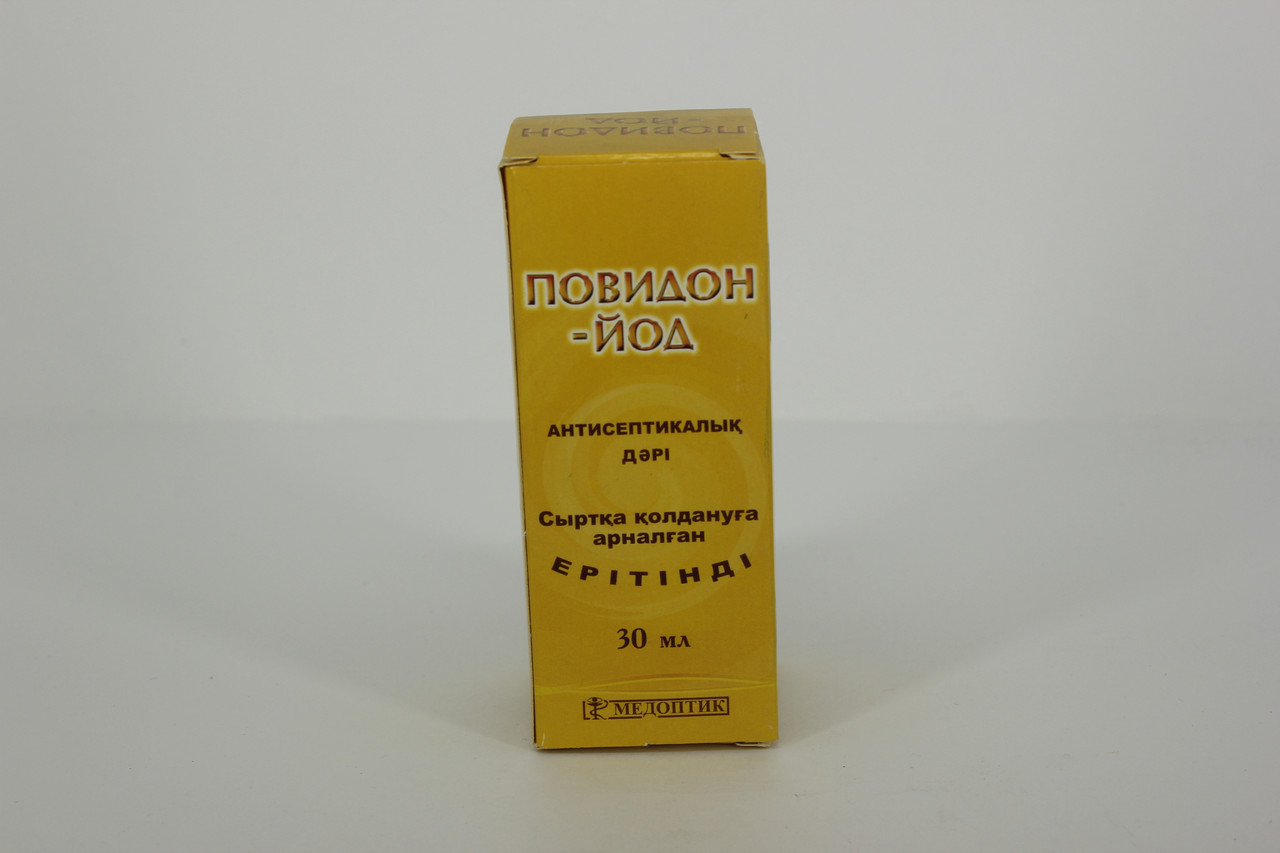 ПОВИДОН
-ЙОД
ПОВИДОН
-ЙОД
АНТИСЕПТИКАЛЫҚ
ДӘРІ
Сыртқа қолдануға
арналған
ЕРІТІНДІ
30 мл
МЕДОПТИК